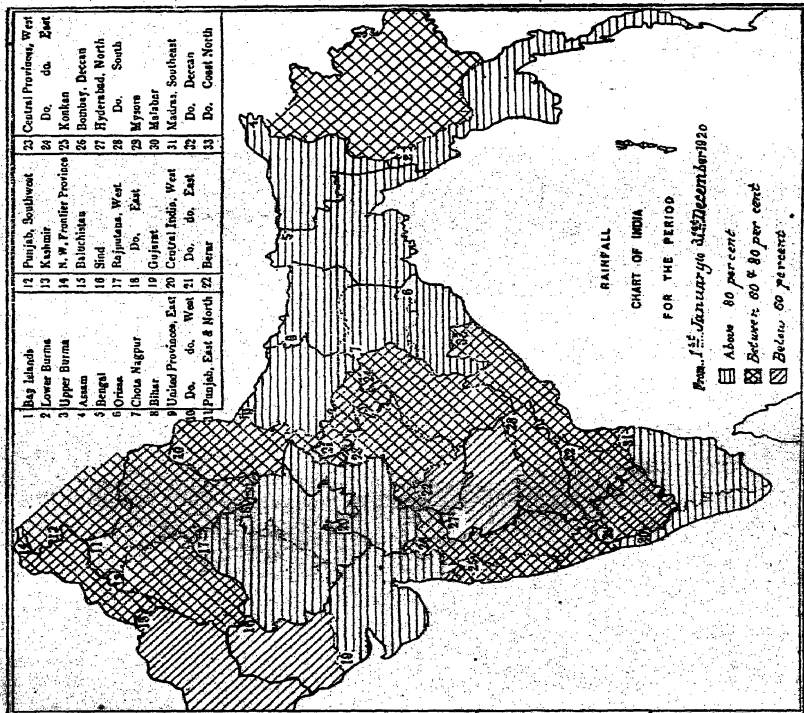 1 Bay Islands
2 Lower Burma
3 Upper Burma
4 Assam
5 Bengal
6 Orissa
7 Chota Nagpur
8 Bihar
9 United Provinces, East
10 Do. do. West
11 Punjab, East & North
12 Punjab, Southwest
13 Kashmir
14 N. W. Frontier Province
15 Baluchistan
16 Sind
17 Rajputana, West
18 Do. East
19 Gujarat
20 Central India, West
21 Do. do. East
22 Berar
23 Central Provinces, West
24 Do. do. East
25 Konkan
26 Bombay, Deccan
27 Hyderabad, North
28 Do. South
29 Mysore
30 Malabar
31 Madras, Southeast
32 Do. Deccan
33 Do. Coast North
RAINFALL
CHART OF INDIA
FOR THE PERIOD
From 1st January to 31st December 1920
Above 80 per cent
Between 60 & 80 per cent
Below 60 per cent